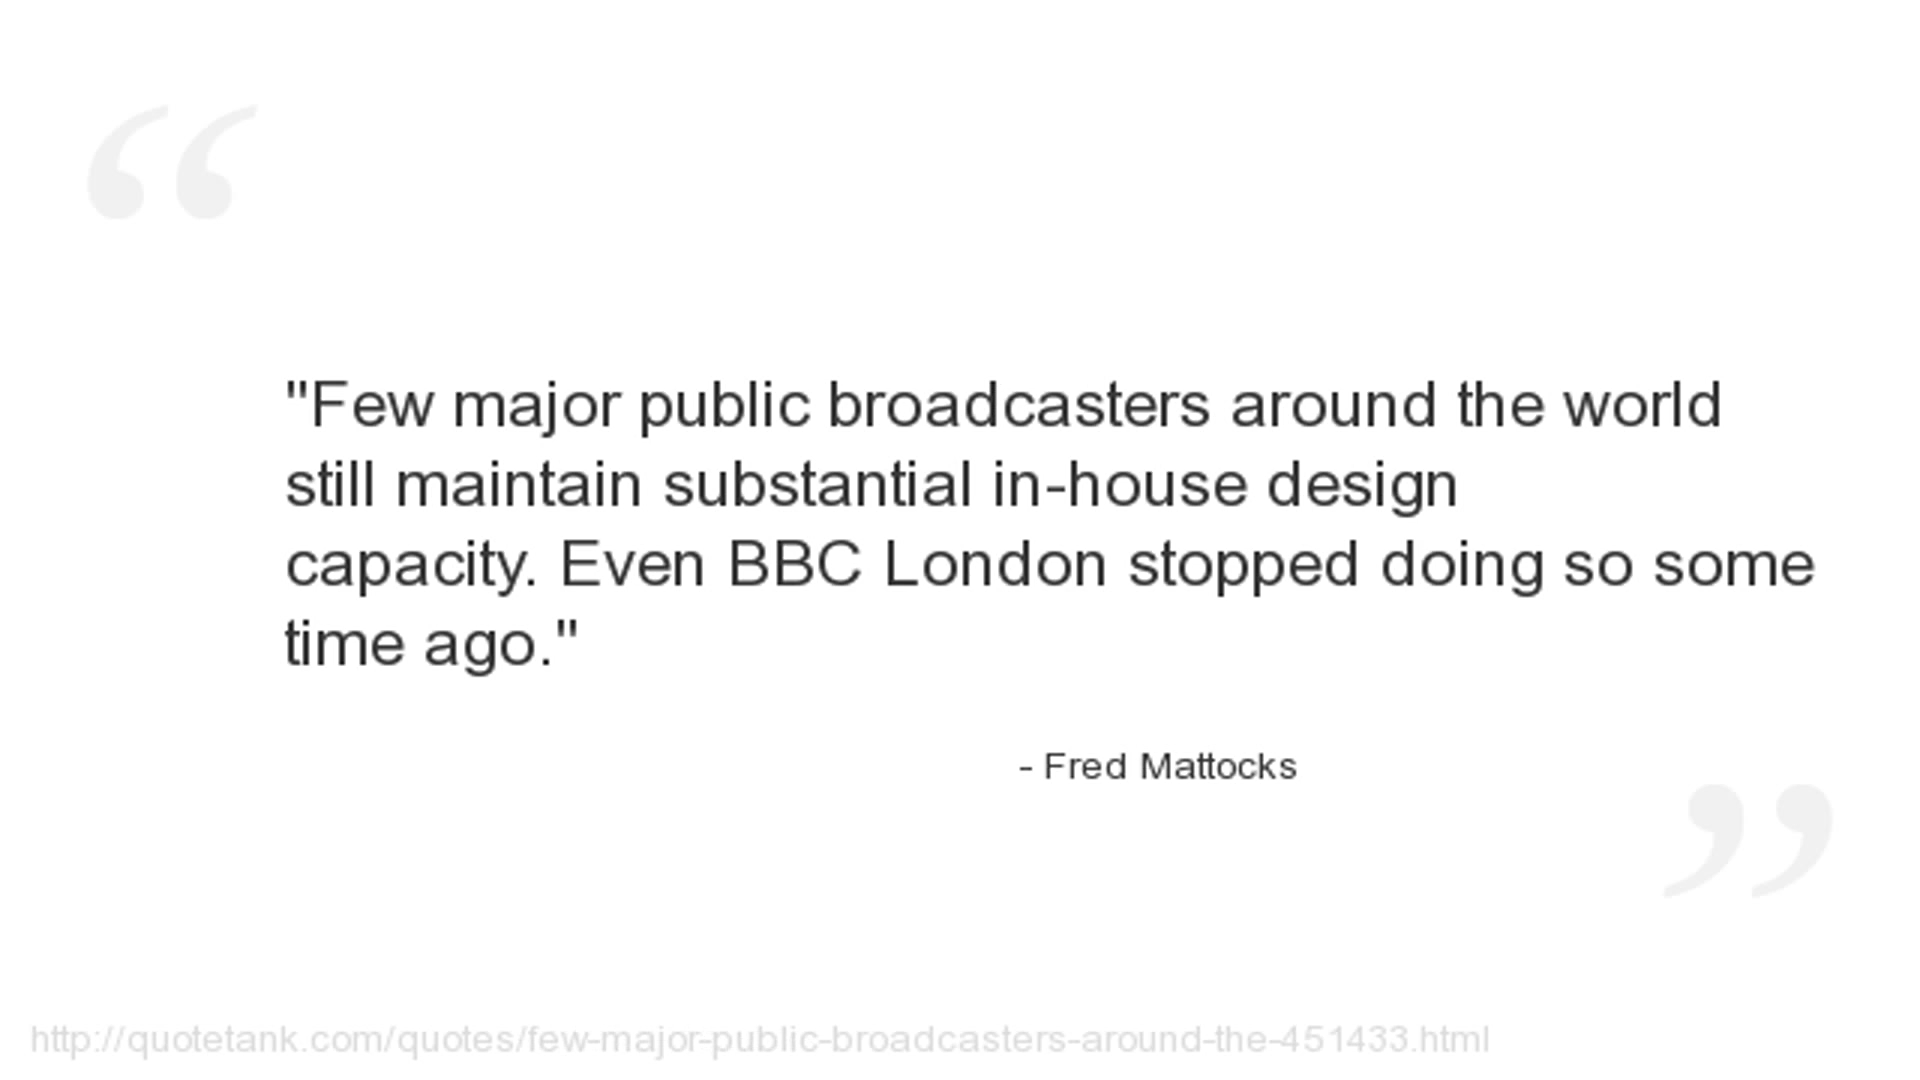 "Few major public broadcasters around the world
still maintain substantial in-house design
capacity. Even BBC London stopped doing so some
time ago."
- Fred Mattocks
http://quotetank.com/quotes/few-major-public-broadcasters-around-the-451433.html